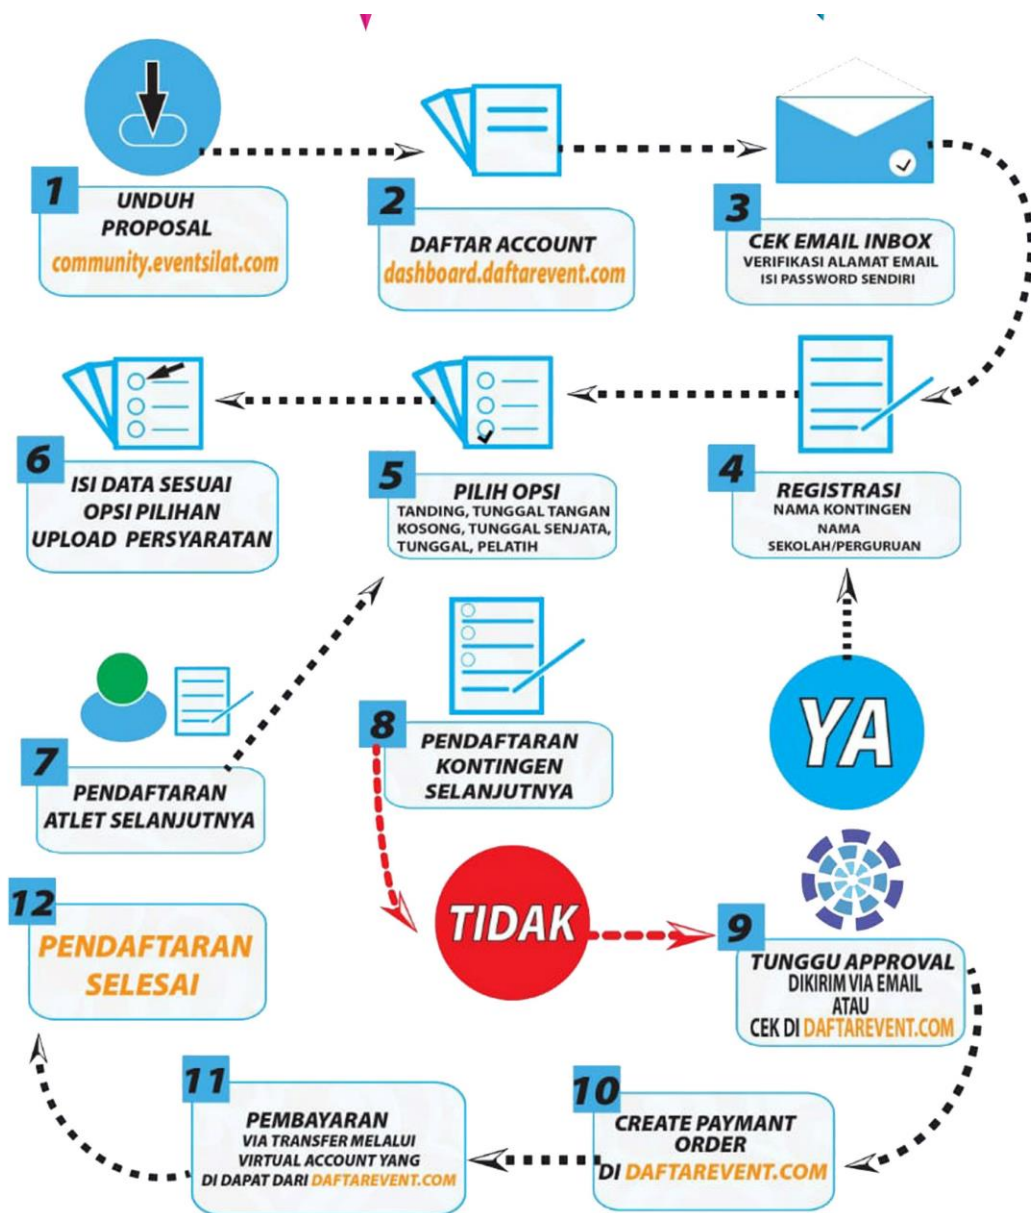 1
UNDUH
PROPOSAL
community.eventsilat.com
2
DAFTAR ACCOUNT
dashboard.daftarevent.com
3
CEK EMAIL INBOX
VERIFIKASI ALAMAT EMAIL
ISI PASSWORD SENDIRI
4
REGISTRASI
NAMA KONTINGEN
NAMA
SEKOLAH/PERGURUAN
5
PILIH OPSI
TANDING, TUNGGAL TANGAN
KOSONG, TUNGGAL SENJATA,
TUNGGAL, PELATIH
6
ISI DATA SESUAI
OPSI PILIHAN
UPLOAD PERSYARATAN
7
PENDAFTARAN
ATLET SELANJUTNYA
8
PENDAFTARAN
KONTINGEN
SELANJUTNYA
YA
TIDAK
9
TUNGGU APPROVAL
DIKIRIM VIA EMAIL
ATAU
CEK DI DAFTAREVENT.COM
10
CREATE PAYMANT
ORDER
DI DAFTAREVENT.COM
11
PEMBAYARAN
VIA TRANSFER MELALUI
VIRTUAL ACCOUNT YANG
DI DAPAT DARI DAFTAREVENT.COM
12
PENDAFTARAN
SELESAI